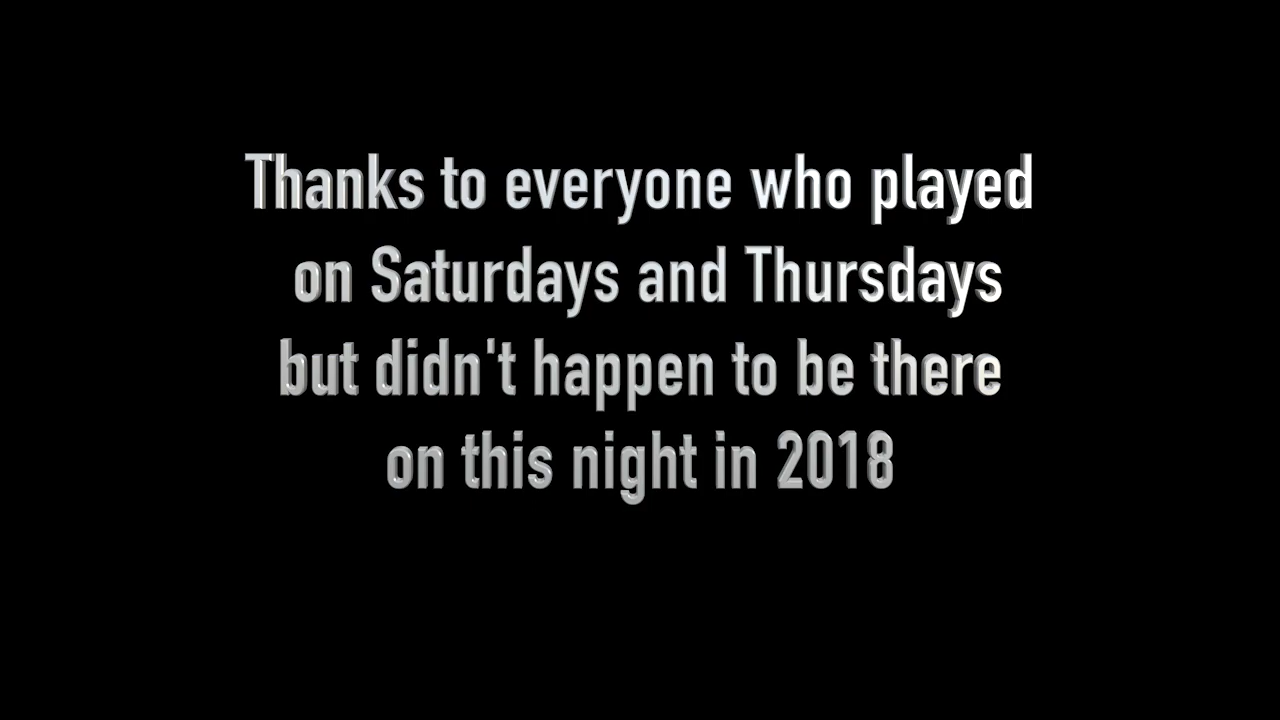 Thanks to everyone who played
on Saturdays and Thursdays
but didn't happen to be there
on this night in 2018